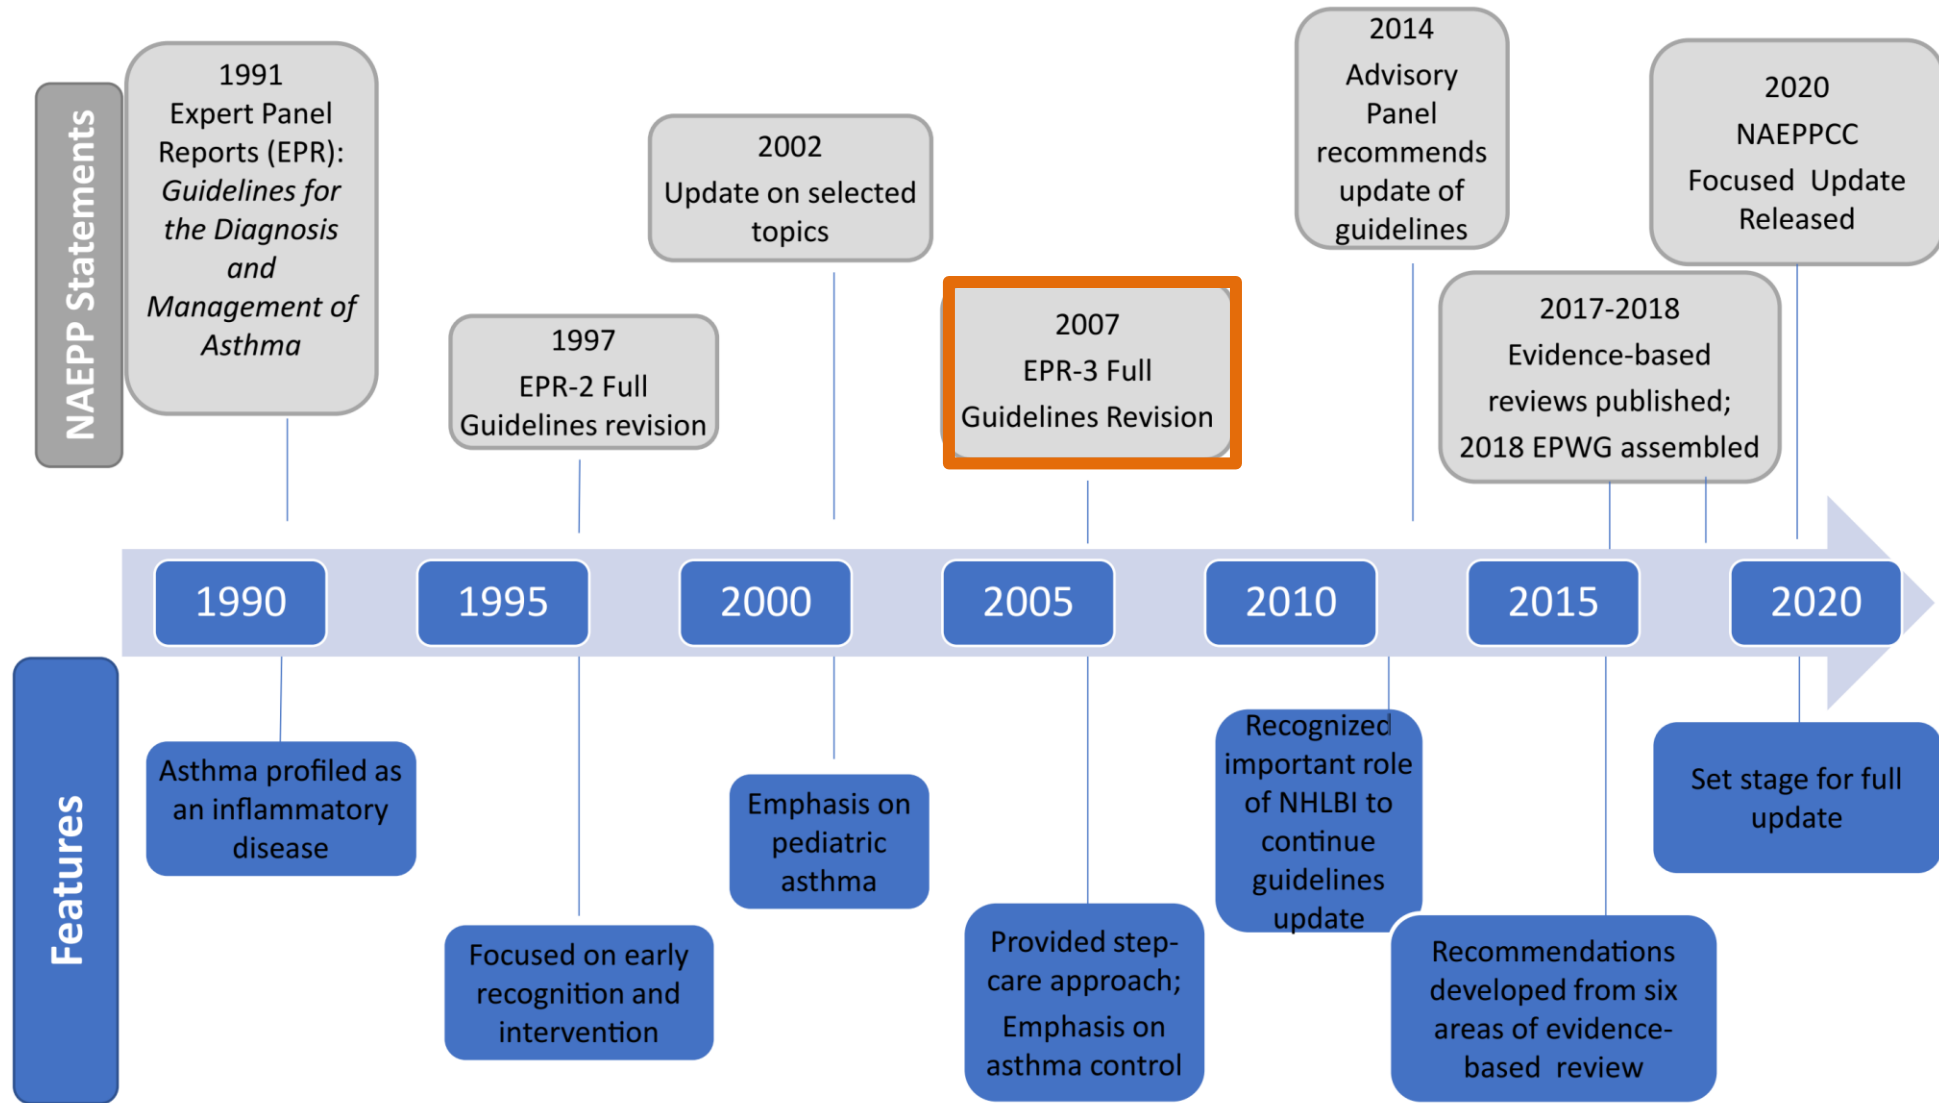 NAEPP Statements
1991
Expert Panel
Reports (EPR):
Guidelines for
the Diagnosis
and
Management of
Asthma
1997
EPR-2 Full
Guidelines revision
2002
Update on selected
topics
2007
EPR-3 Full
Guidelines Revision
2014
Advisory
Panel
recommends
update of
guidelines
2017-2018
Evidence-based
reviews published;
2018 EPWG assembled
2020
NAEPPCC
Focused  Update
Released
1990
1995
2000
2005
2010
2015
2020
Features
Asthma profiled as
an inflammatory
disease
Focused on early
recognition and
intervention
Emphasis on
pediatric
asthma
Provided step-
care approach;
Emphasis on
asthma control
Recognized
important role
of NHLBI to
continue
guidelines
update
Recommendations
developed from six
areas of evidence-
based  review
Set stage for full
update